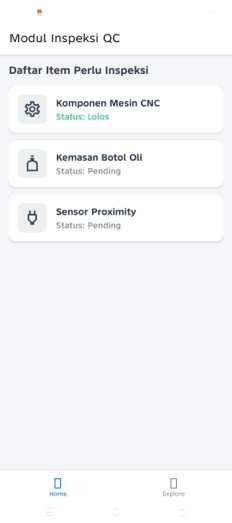 Modul Inspeksi QC
Daftar Item Perlu Inspeksi
Komponen Mesin CNC
Status: Lolos
Kemasan Botol Oli
Status: Pending
Sensor Proximity
Status: Pending
Home
Explore